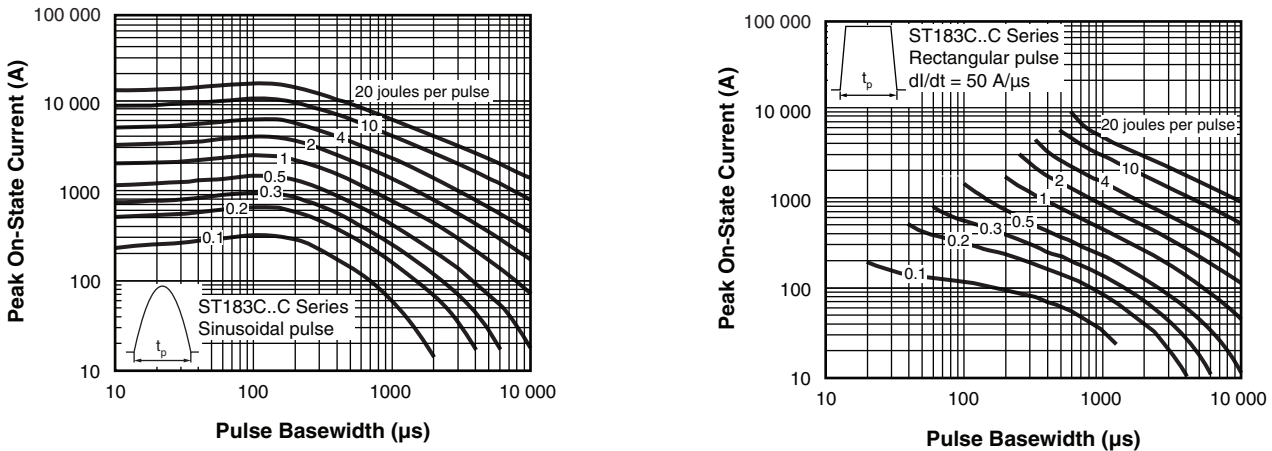 100 000
10 000
1000
100
10
Peak On-State Current (A)
20 joules per pulse
10
4
2
1
0.5
0.3
0.2
0.1
ST183C..C Series
Sinusoidal pulse
tp
10
100
1000
10 000
Pulse Basewidth (µs)
100 000
10 000
1000
100
10
Peak On-State Current (A)
tp
ST183C..C Series
Rectangular pulse
dI/dt = 50 A/µs
20 joules per pulse
10
4
2
1
0.5
0.3
0.2
0.1
10
100
1000
10 000
Pulse Basewidth (µs)